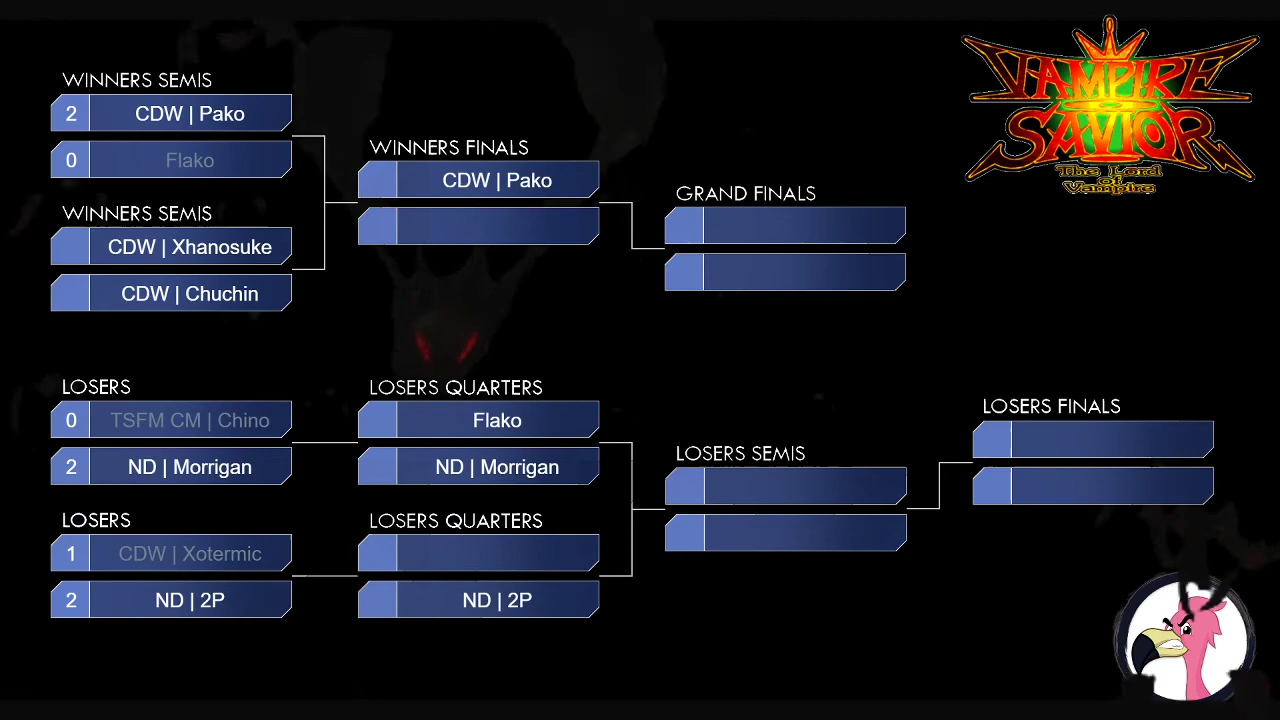 WINNERS SEMIS
2 CDW | Pako
0 Flako
WINNERS SEMIS
CDW | Xhanosuke
CDW | Chuchin
WINNERS FINALS
CDW | Pako
GRAND FINALS
VAMPIRE
SAVIOR
The Lord
of
Vampire
LOSERS
0 TSFM CM | Chino
2 ND | Morrigan
LOSERS
1 CDW | Xotermic
2 ND | 2P
LOSERS QUARTERS
Flako
ND | Morrigan
LOSERS QUARTERS
ND | 2P
LOSERS SEMIS
LOSERS FINALS